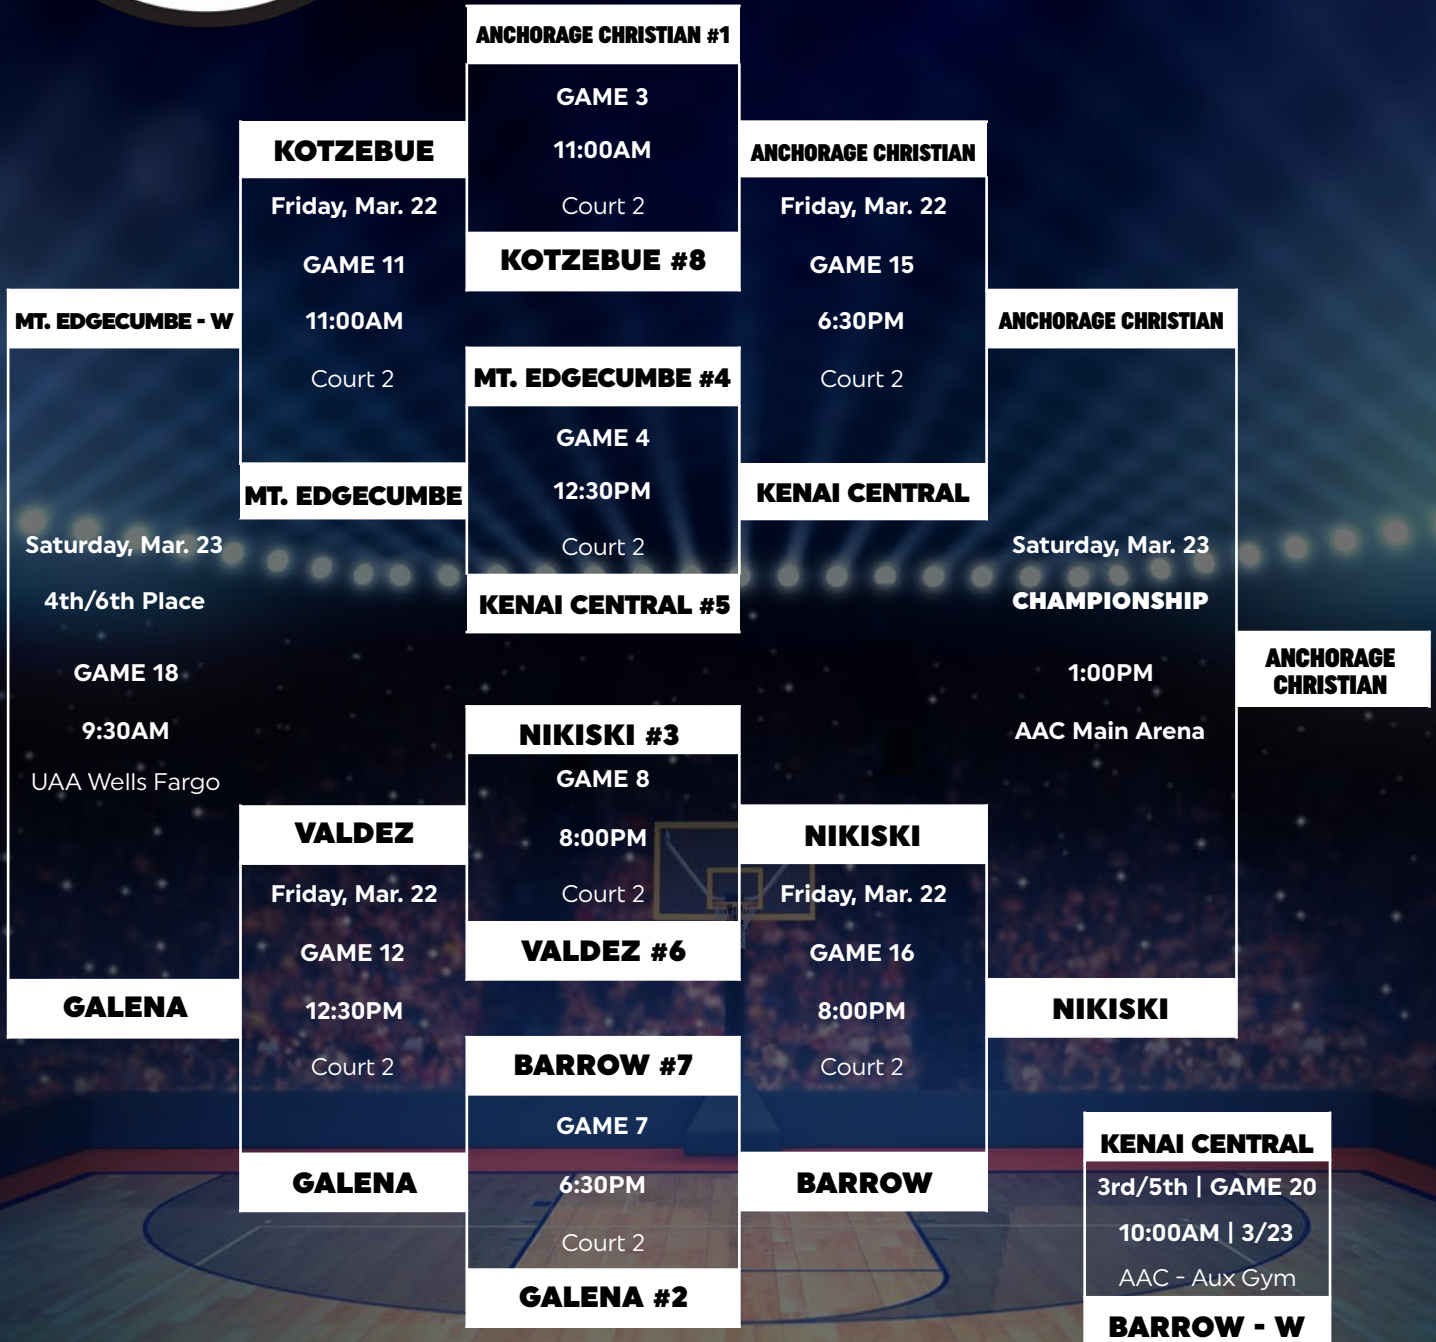 ANCHORAGE CHRISTIAN #1
GAME 3
11:00AM
Court 2
KOTZEBUE #8
KOTZEBUE
Friday, Mar. 22
GAME 11
11:00AM
Court 2
MT. EDGECUMBE
ANCHORAGE CHRISTIAN
Friday, Mar. 22
GAME 15
6:30PM
Court 2
KENAI CENTRAL
MT. EDGECUMBE #4
GAME 4
12:30PM
Court 2
KENAI CENTRAL #5
MT. EDGECUMBE - W
Saturday, Mar. 23
4th/6th Place
GAME 18
9:30AM
UAA Wells Fargo
GALENA
ANCHORAGE CHRISTIAN
Saturday, Mar. 23
CHAMPIONSHIP
1:00PM
AAC Main Arena
NIKISKI
ANCHORAGE
CHRISTIAN
NIKISKI #3
GAME 8
8:00PM
Court 2
VALDEZ #6
VALDEZ
Friday, Mar. 22
GAME 12
12:30PM
Court 2
GALENA
NIKISKI
Friday, Mar. 22
GAME 16
8:00PM
Court 2
BARROW
BARROW #7
GAME 7
6:30PM
Court 2
GALENA #2
KENAI CENTRAL
3rd/5th | GAME 20
10:00AM | 3/23
AAC - Aux Gym
BARROW - W